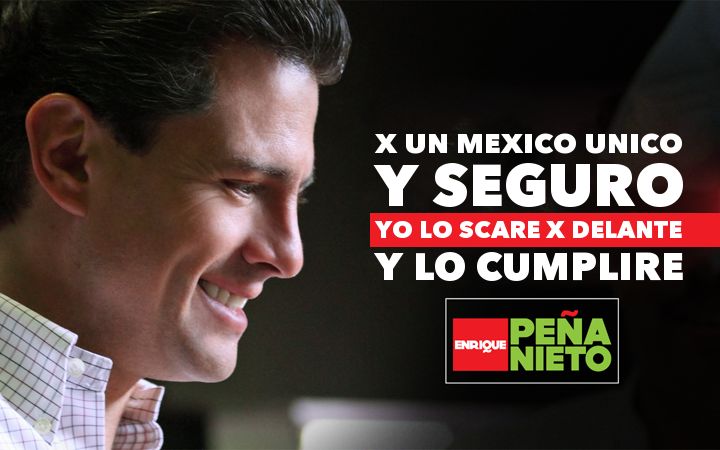 X UN MEXICO UNICO
Y SEGURO
YO LO SCARE X DELANTE
Y LO CUMPLIRE
ENRIQUE
PEÑA
NIETO